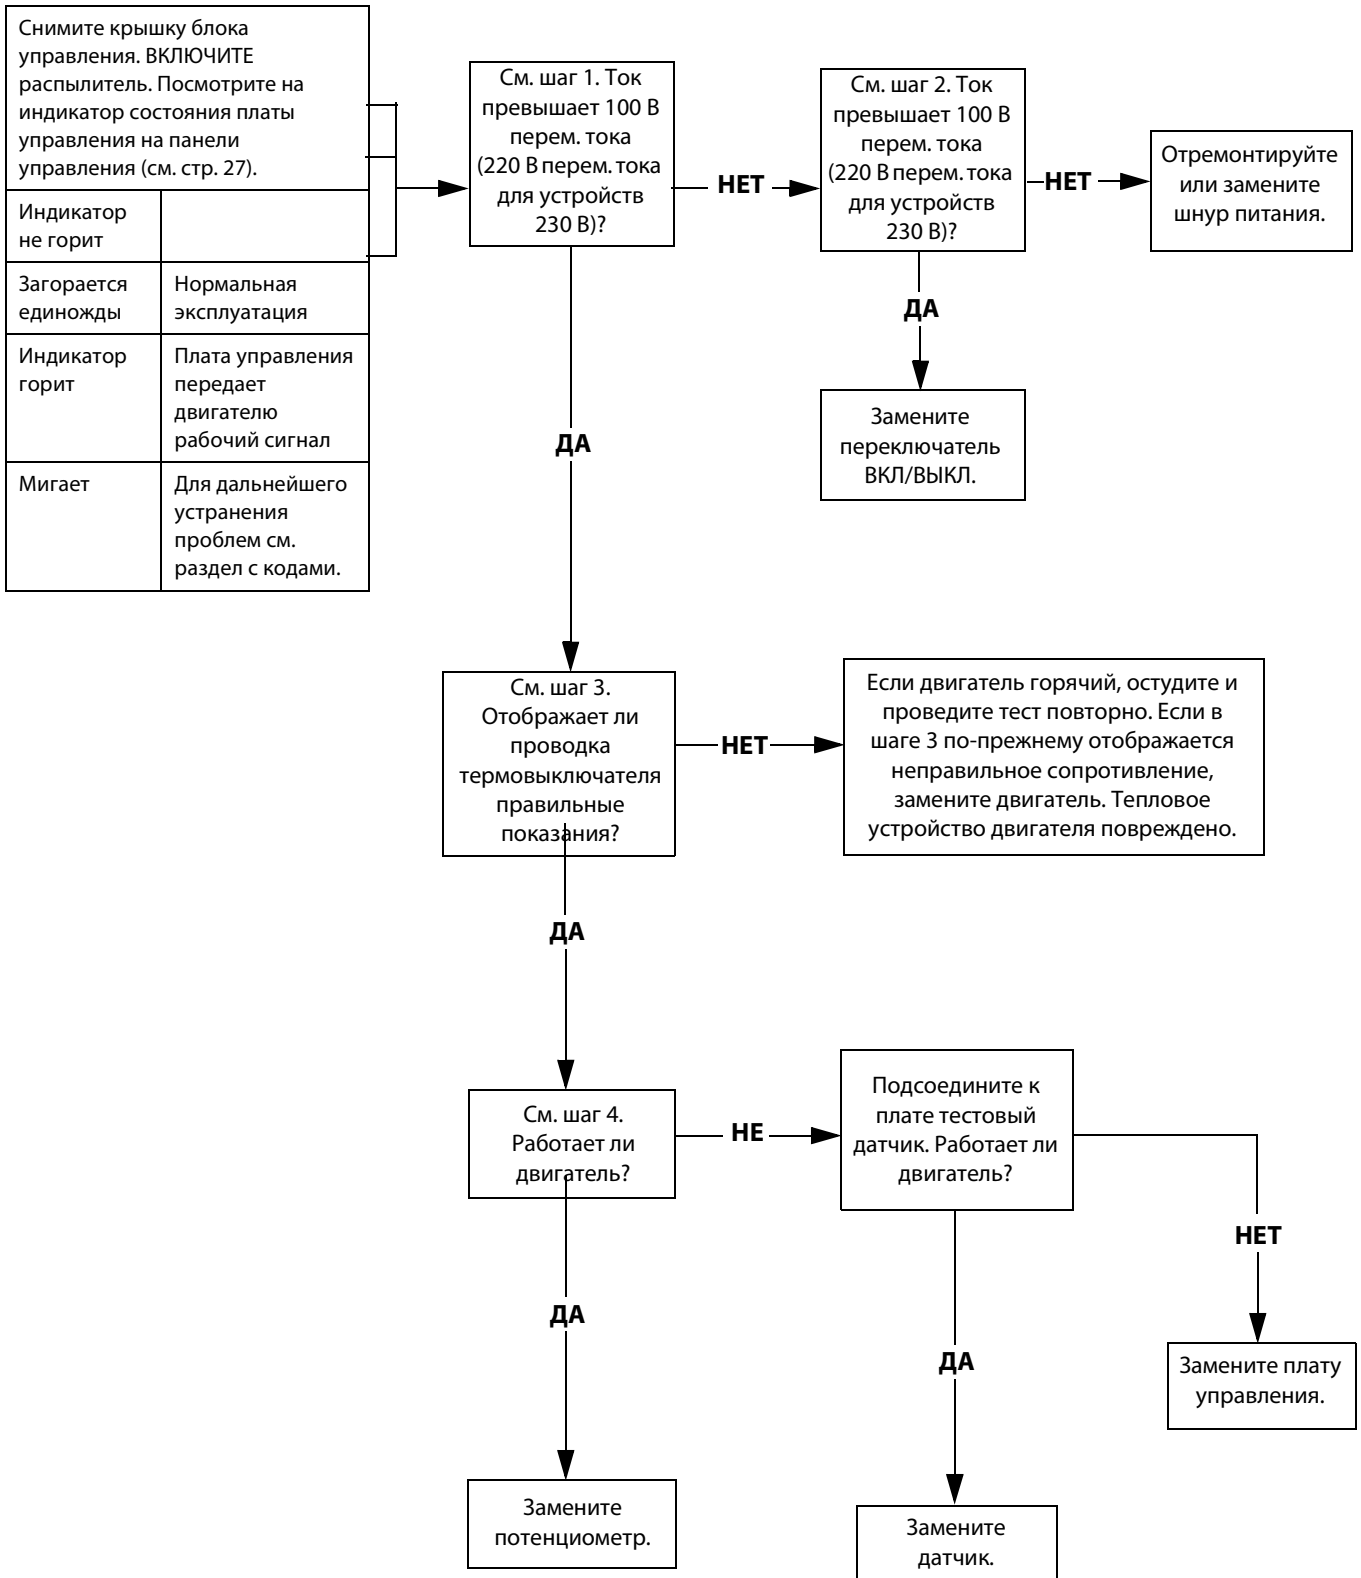 Снимите крышку блока
управления. ВКЛЮЧИТЕ
распылитель. Посмотрите на
индикатор состояния платы
управления на панели
управления (см. стр. 27).
Индикатор
не горит
Загорается
единожды
Нормальная
эксплуатация
Индикатор
горит
Плата управления
передает
двигателю
рабочий сигнал
Мигает
Для дальнейшего
устранения
проблем см.
раздел с кодами.
См. шаг 1. Ток
превышает 100 В
перем. тока
(220 В перем. тока
для устройств
230 В)?
НЕТ
См. шаг 2. Ток
превышает 100 В
перем. тока
(220 В перем. тока
для устройств
230 В)?
НЕТ
Отремонтируйте
или замените
шнур питания.
ДА
Замените
переключатель
ВКЛ/ВЫКЛ.
ДА
См. шаг 3.
Отображает ли
проводка
термовыключателя
правильные
показания?
НЕТ
Если двигатель горячий, остудите и
проведите тест повторно. Если в
шаге 3 по-прежнему отображается
неправильное сопротивление,
замените двигатель. Тепловое
устройство двигателя повреждено.
ДА
См. шаг 4.
Работает ли
двигатель?
НЕ
Подсоедините к
плате тестовый
датчик. Работает ли
двигатель?
НЕТ
Замените плату
управления.
ДА
Замените
потенциометр.
ДА
Замените
датчик.